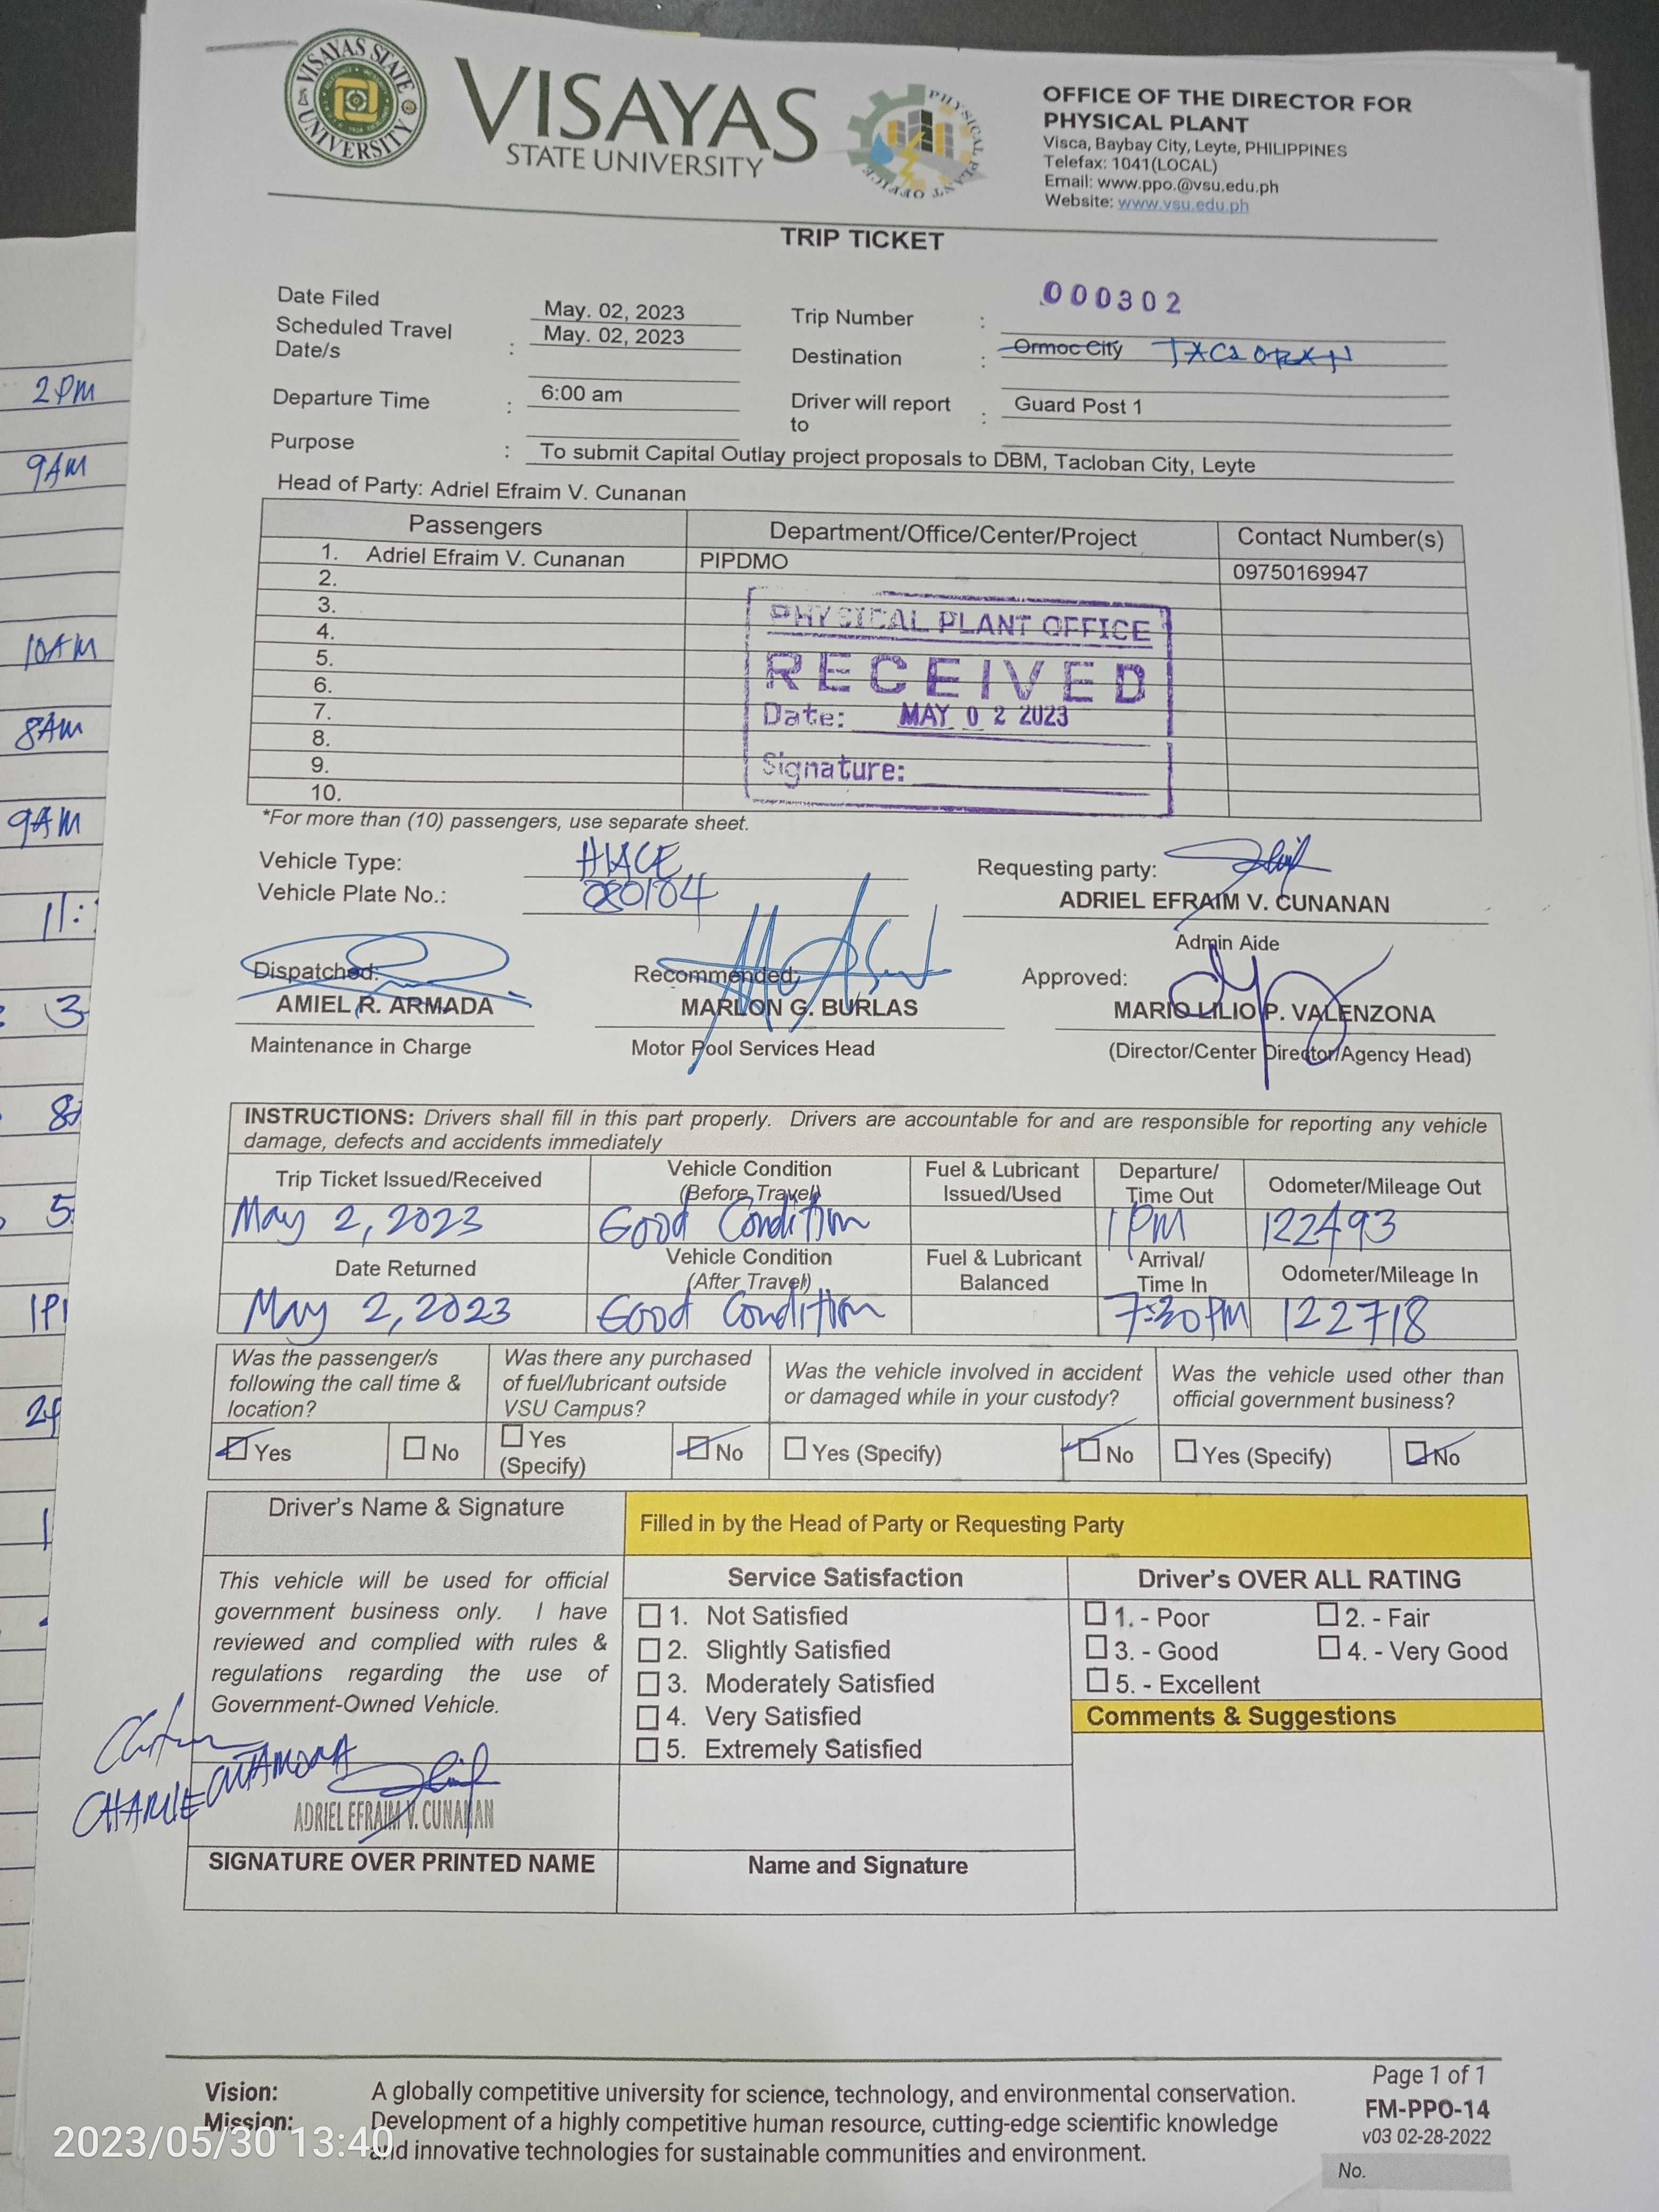 VISAYAS STATE UNIVERSITY
VISAYAS
STATE UNIVERSITY
PHYSICAL PLANT OFFICE
OFFICE OF THE DIRECTOR FOR
PHYSICAL PLANT
Visca, Baybay City, Leyte, PHILIPPINES
Telefax: 1041(LOCAL)
Email: www.ppo.@vsu.edu.ph
Website: www.vsu.edu.ph
TRIP TICKET
Date Filed May. 02, 2023 Trip Number : 000302
Scheduled Travel Date/s : May. 02, 2023 Destination : Ormoc City TACLOBAN
Departure Time : 6:00 am Driver will report to : Guard Post 1
Purpose : To submit Capital Outlay project proposals to DBM, Tacloban City, Leyte
Head of Party: Adriel Efraim V. Cunanan
Passengers Department/Office/Center/Project Contact Number(s)
1. Adriel Efraim V. Cunanan PIPDMO 09750169947
2.
3.
4.
5.
6.
7.
8.
9.
10.
PHYSICAL PLANT OFFICE
RECEIVED
Date: MAY 02 2023
Signature:
*For more than (10) passengers, use separate sheet.
Vehicle Type: HIACE Requesting party:
Vehicle Plate No.: 080104 ADRIEL EFRAIM V. CUNANAN
Admin Aide
Dispatched: Recommended: Approved:
AMIEL R. ARMADA MARLON G. BURLAS MARIO LILIO P. VALENZONA
Maintenance in Charge Motor Pool Services Head (Director/Center Director/Agency Head)
INSTRUCTIONS: Drivers shall fill in this part properly. Drivers are accountable for and are responsible for reporting any vehicle
damage, defects and accidents immediately
Trip Ticket Issued/Received Vehicle Condition (Before Travel) Fuel & Lubricant Issued/Used Departure/ Time Out Odometer/Mileage Out
May 2, 2023 Good Condition 1 PM 122493
Date Returned Vehicle Condition (After Travel) Fuel & Lubricant Balanced Arrival/ Time In Odometer/Mileage In
May 2, 2023 Good Condition 7:30 PM 122718
Was the passenger/s following the call time & location?
Was there any purchased of fuel/lubricant outside VSU Campus?
Was the vehicle involved in accident or damaged while in your custody?
Was the vehicle used other than official government business?
Yes No Yes (Specify) No Yes (Specify) No Yes (Specify) No
Driver's Name & Signature
Filled in by the Head of Party or Requesting Party
This vehicle will be used for official
government business only. I have
reviewed and complied with rules &
regulations regarding the use of
Government-Owned Vehicle.
Service Satisfaction
1. Not Satisfied
2. Slightly Satisfied
3. Moderately Satisfied
4. Very Satisfied
5. Extremely Satisfied
Driver's OVER ALL RATING
1. - Poor 2. - Fair
3. - Good 4. - Very Good
5. - Excellent
Comments & Suggestions
CHARLIE
ADRIEL EFRAIM V. CUNANAN
SIGNATURE OVER PRINTED NAME Name and Signature
Vision: A globally competitive university for science, technology, and environmental conservation.
Mission: Development of a highly competitive human resource, cutting-edge scientific knowledge
and innovative technologies for sustainable communities and environment.
Page 1 of 1
FM-PPO-14
v03 02-28-2022
No.
2023/05/30 13:40
2PM
9AM
10AM
8AM
9AM